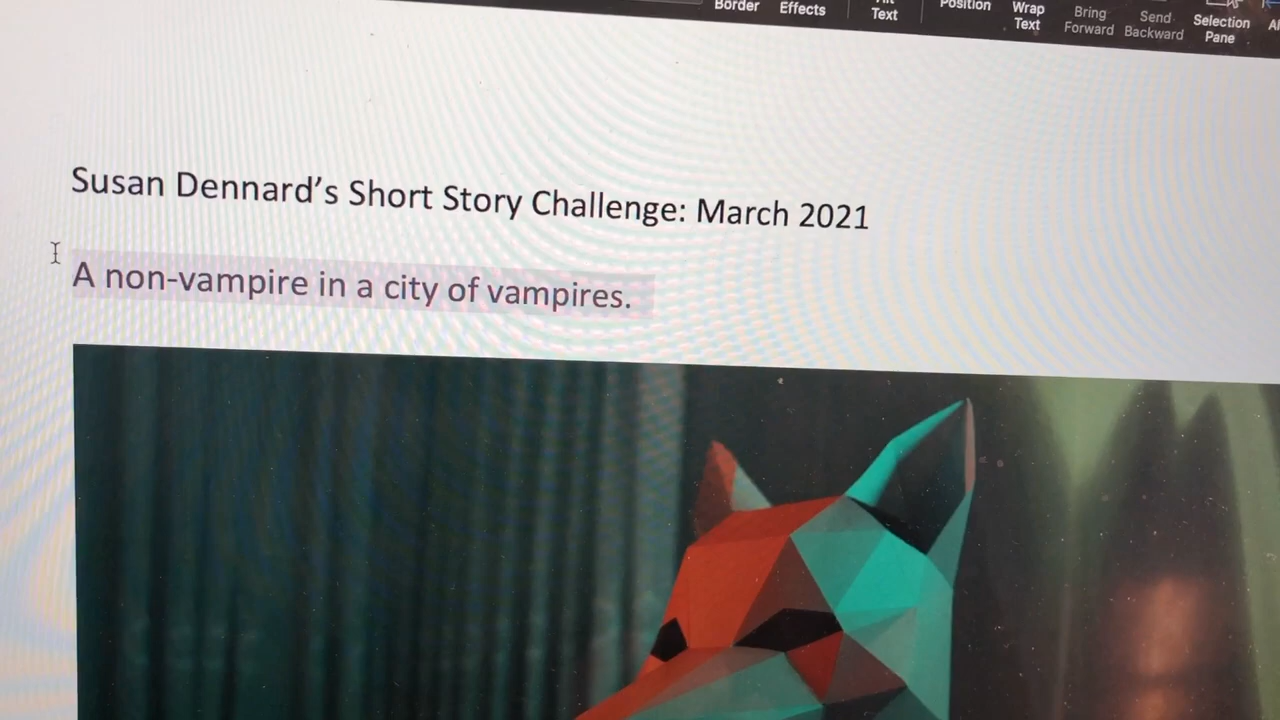 Border Effects Text Position Wrap Text Bring Forward Send Backward Selection Pane
Susan Dennard's Short Story Challenge: March 2021
A non-vampire in a city of vampires.